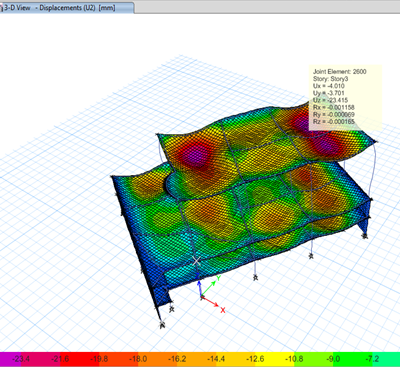 3-D View - Displacements (U2) [mm]
Joint Element: 2600
Story: Story3
Ux = -4.010
Uy = -3.701
Uz = -23.415
Rx = -0.001158
Ry = -0.000069
Rz = -0.000165
Y
X
-23.4 -21.6 -19.8 -18.0 -16.2 -14.4 -12.6 -10.8 -9.0 -7.2